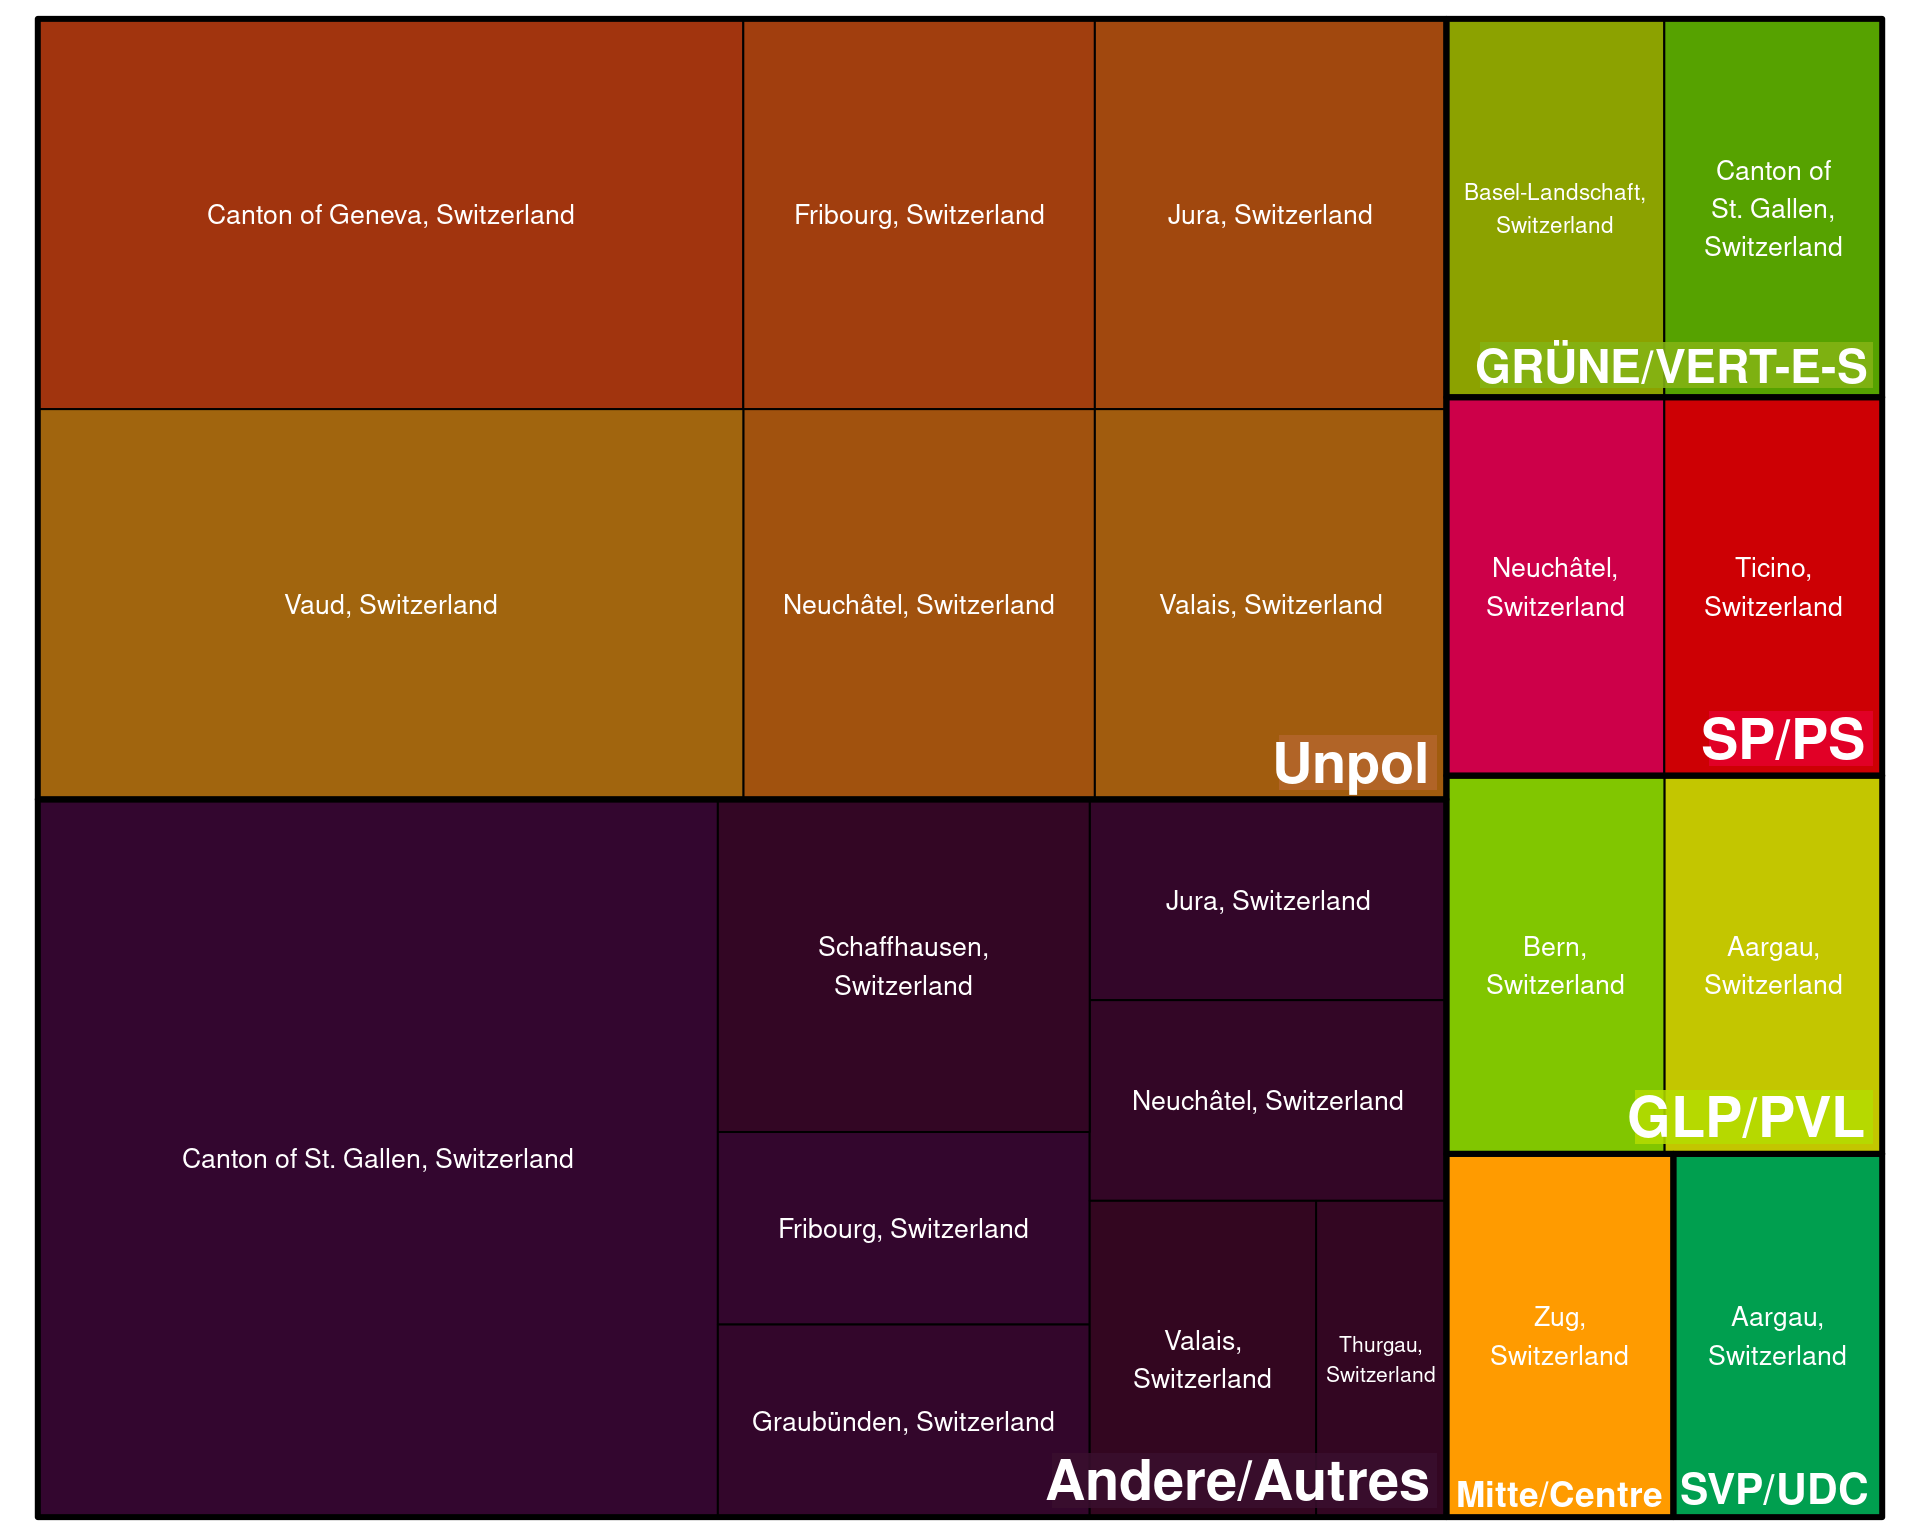 Canton of Geneva, Switzerland
Fribourg, Switzerland
Jura, Switzerland
Vaud, Switzerland
Neuchâtel, Switzerland
Valais, Switzerland
Unpol
Canton of St. Gallen, Switzerland
Schaffhausen,
Switzerland
Fribourg, Switzerland
Graubünden, Switzerland
Jura, Switzerland
Neuchâtel, Switzerland
Valais,
Switzerland
Thurgau,
Switzerland
Andere/Autres
Basel-Landschaft,
Switzerland
Canton of
St. Gallen,
Switzerland
GRÜNE/VERT-E-S
Neuchâtel,
Switzerland
Ticino,
Switzerland
SP/PS
Bern,
Switzerland
Aargau,
Switzerland
GLP/PVL
Zug,
Switzerland
Mitte/Centre
Aargau,
Switzerland
SVP/UDC